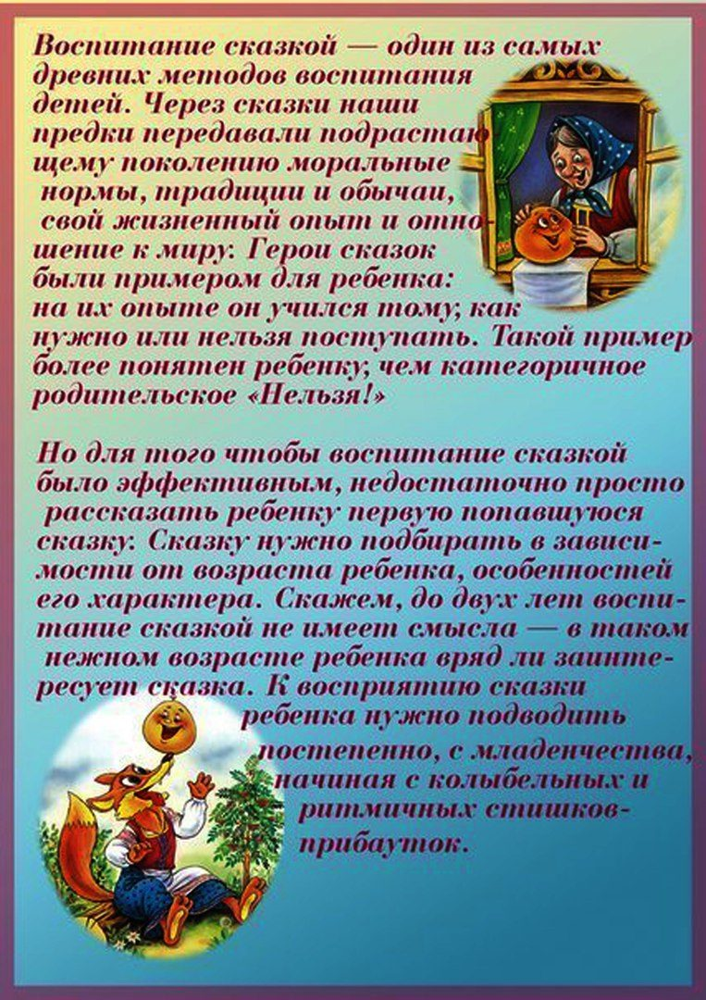 Воспитание сказкой — один из самых
древних методов воспитания
детей. Через сказки наши
предки передавали подрастаю
щему поколению моральные
нормы, традиции и обычаи,
свой жизненный опыт и отно-
шение к миру. Герои сказок
были примером для ребенка:
на их опыте он учился тому, как
нужно или нельзя поступать. Такой пример
более понятен ребенку, чем категоричное
родительское «Нельзя!»
Но для того чтобы воспитание сказкой
было эффективным, недостаточно просто
рассказать ребенку первую попавшуюся
сказку. Сказку нужно подбирать в зависи-
мости от возраста ребенка, особенностей
его характера. Скажем, до двух лет воспи-
тание сказкой не имеет смысла — в таком
нежном возрасте ребенка вряд ли заинте-
ресует сказка. К восприятию сказки
ребенка нужно подводить
постепенно, с младенчества,
начиная с колыбельных и
ритмичных стишков-
прибауток.